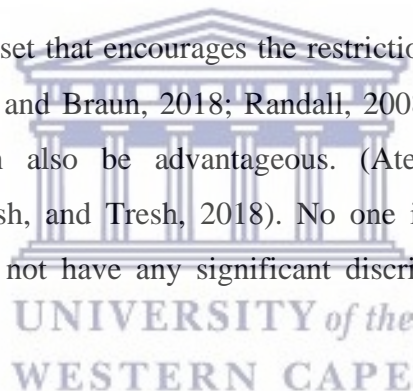 set that encourages the restrictio
and Braun, 2018; Randall, 200
also be advantageous. (Ate
sh, and Tresh, 2018). No one i
not have any significant discri
UNIVERSITY of the
WESTERN CAPE